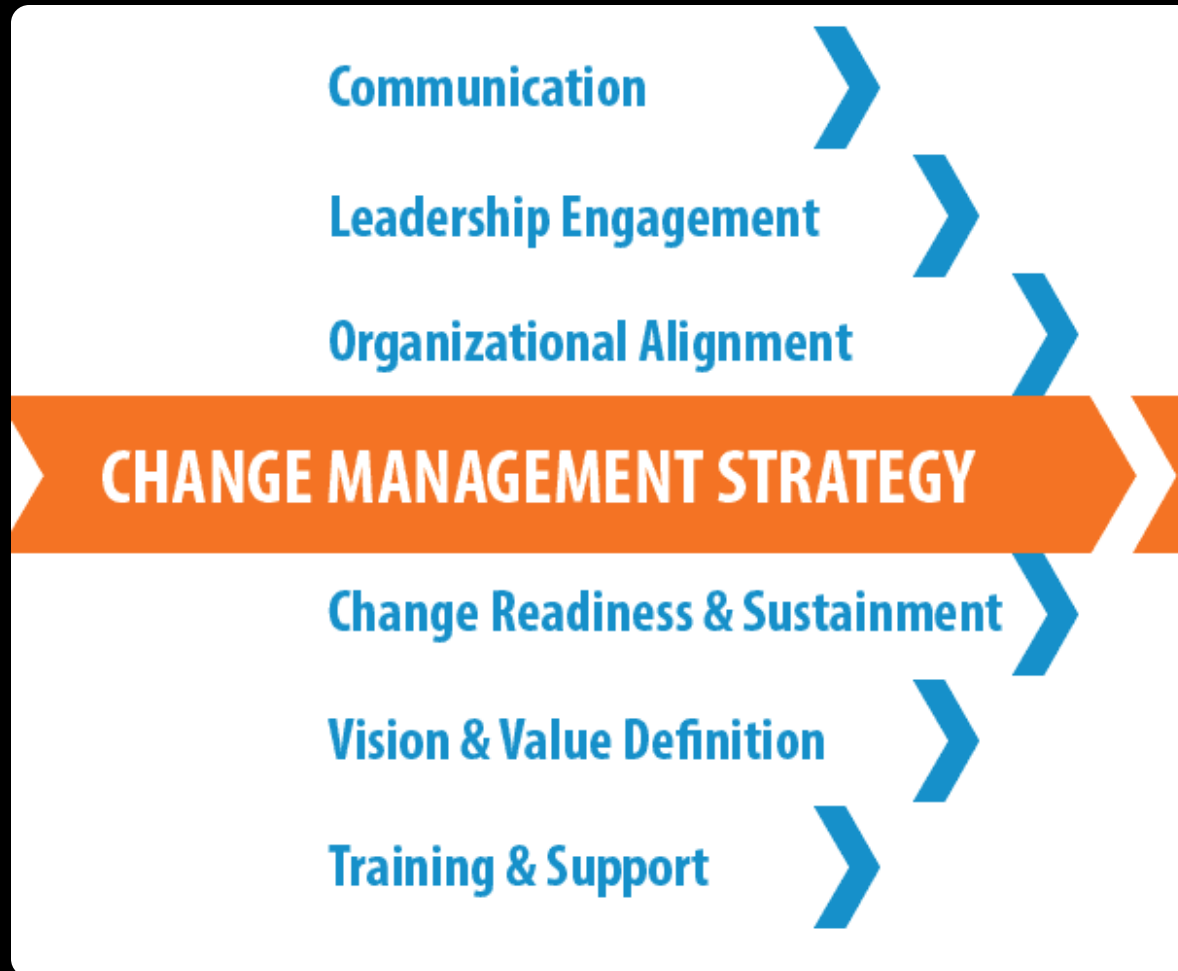 Communication
Leadership Engagement
Organizational Alignment
CHANGE MANAGEMENT STRATEGY
Change Readiness & Sustainment
Vision & Value Definition
Training & Support